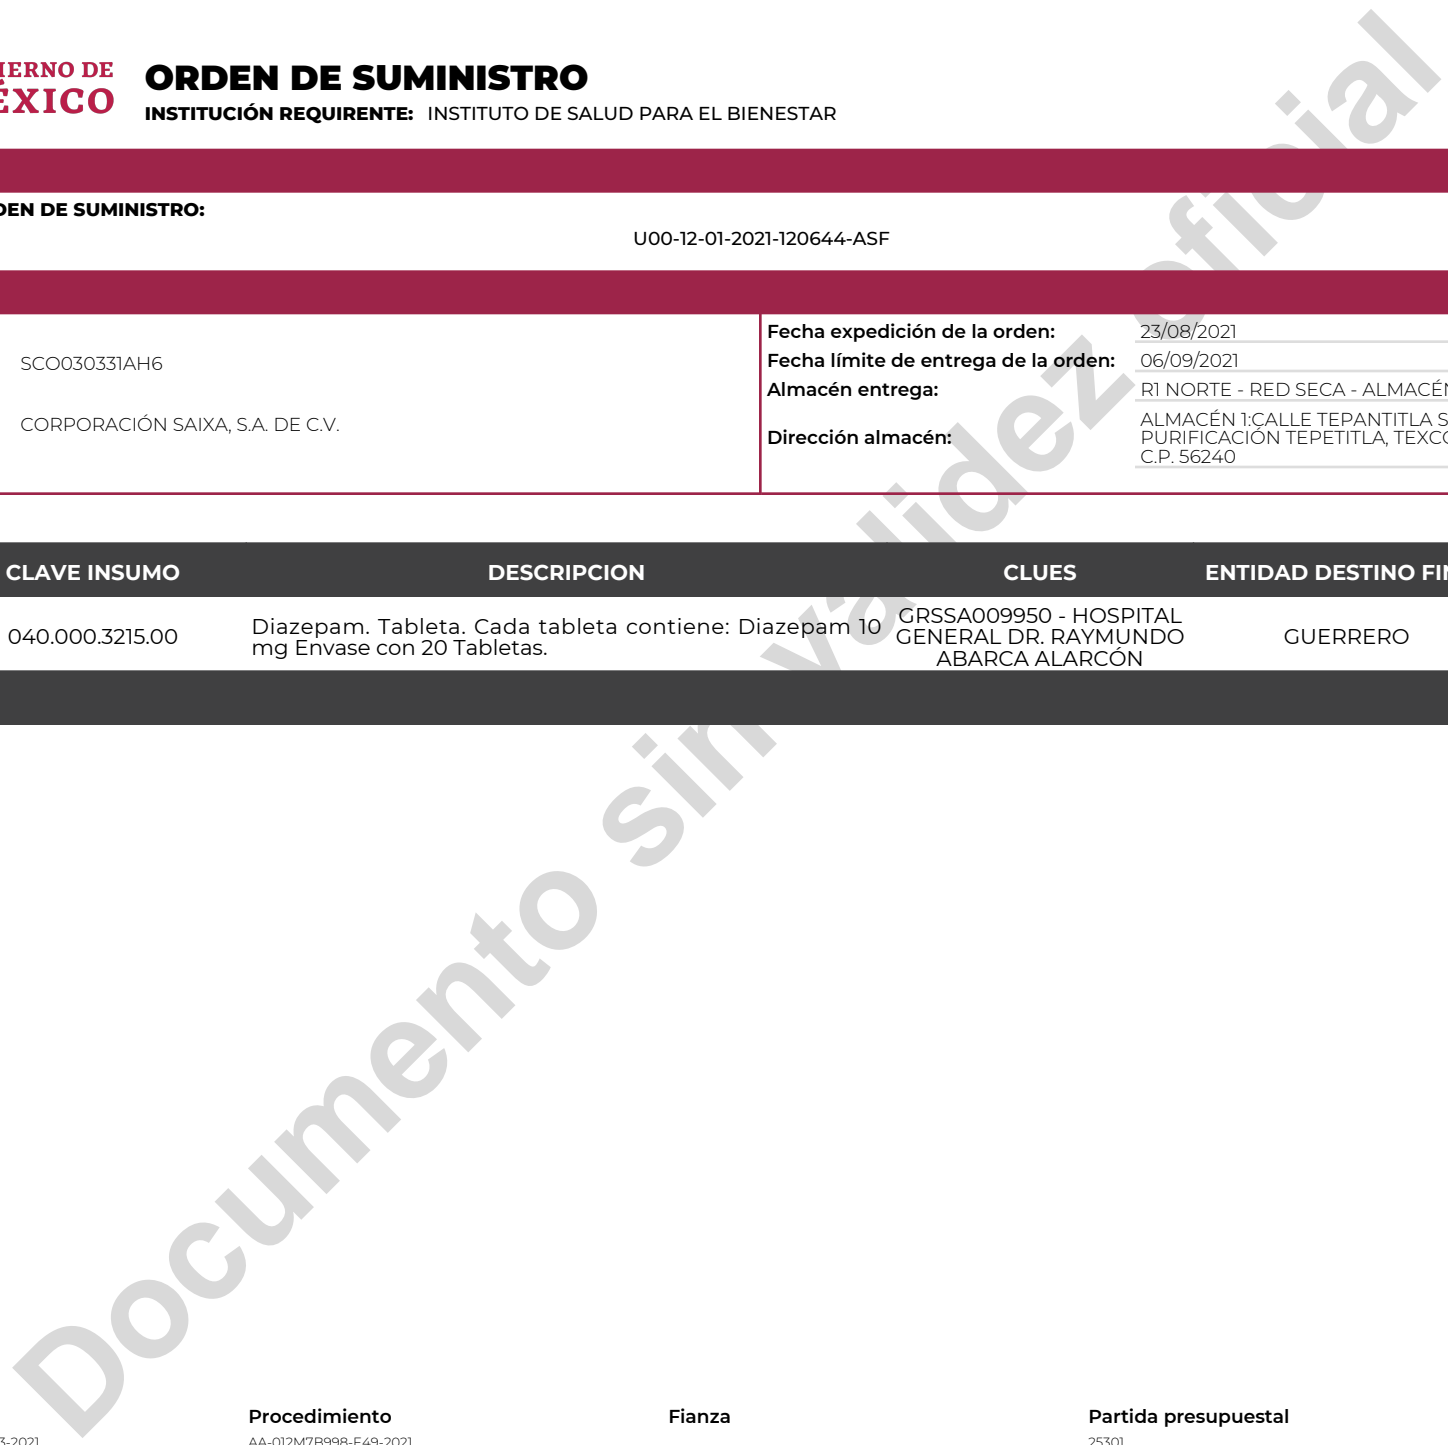 IERNO DE
ÉXICO
ORDEN DE SUMINISTRO
INSTITUCIÓN REQUIRENTE: INSTITUTO DE SALUD PARA EL BIENESTAR
DEN DE SUMINISTRO:
U00-12-01-2021-120644-ASF
SCO030331AH6
CORPORACIÓN SAIXA, S.A. DE C.V.
Fecha expedición de la orden: 23/08/2021
Fecha límite de entrega de la orden: 06/09/2021
Almacén entrega: R1 NORTE - RED SECA - ALMACÉN
Dirección almacén: ALMACÉN 1:CALLE TEPANTITLA S
PURIFICACIÓN TEPETITLA, TEXCO
C.P. 56240
CLAVE INSUMO DESCRIPCION CLUES ENTIDAD DESTINO FIN
040.000.3215.00
Diazepam. Tableta. Cada tableta contiene: Diazepam 10
mg Envase con 20 Tabletas.
GRSSA009950 - HOSPITAL
GENERAL DR. RAYMUNDO
ABARCA ALARCÓN
GUERRERO
Documento sin validez oficial
Procedimiento Fianza Partida presupuestal
3-2021 AA-012M7B998-E49-2021 25301